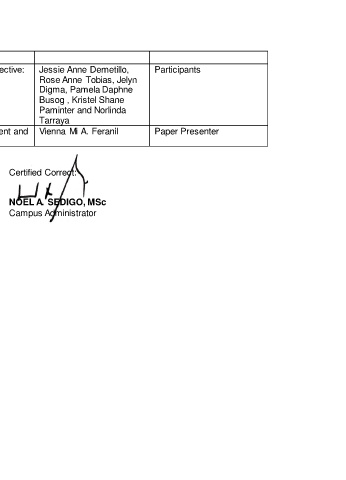 ective:
Jessie Anne Demetillo,
Rose Anne Tobias, Jelyn
Digma, Pamela Daphne
Busog , Kristel Shane
Paminter and Norlinda
Tarraya
Participants
ent and
Vienna Mi A. Feranil
Paper Presenter
Certified Correct:
NOEL A. SEDIGO, MSc
Campus Administrator